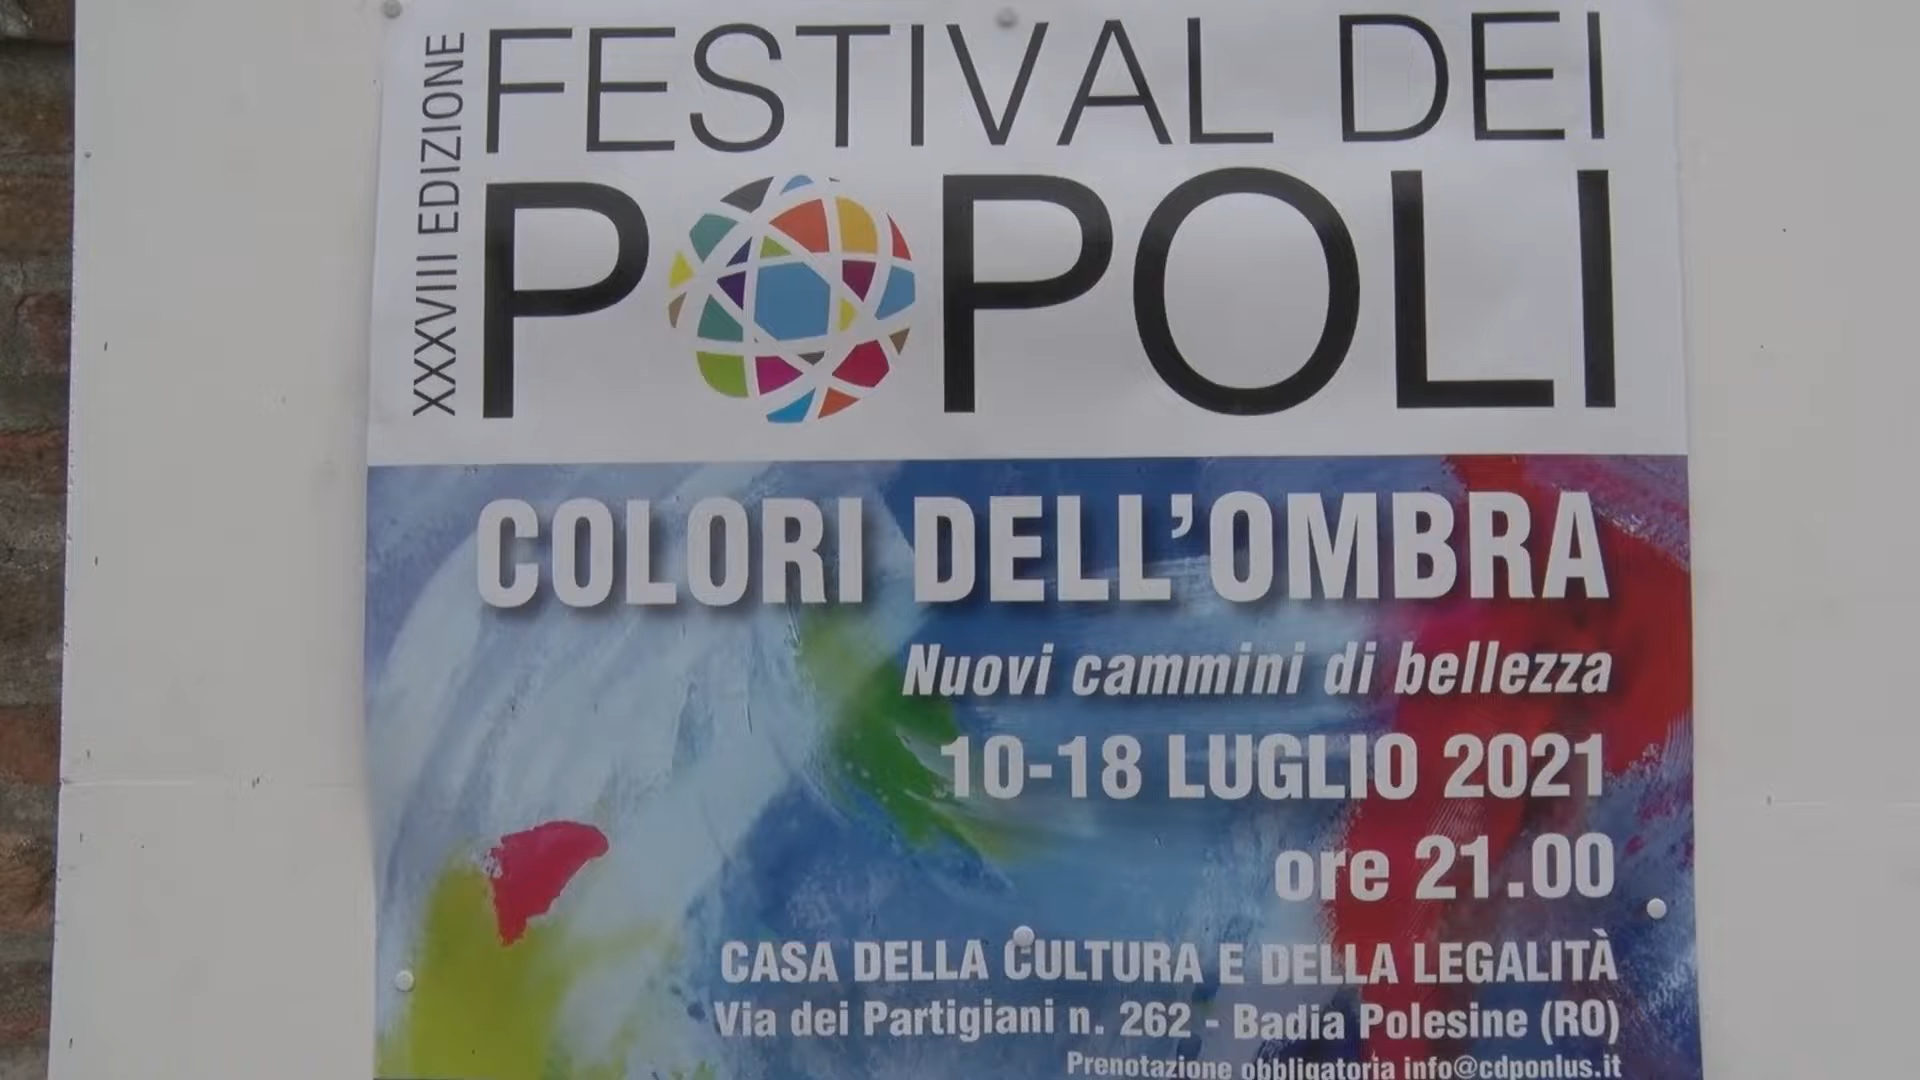 XXXVIII EDIZIONE
FESTIVAL DEI
POPOLI
COLORI DELL'OMBRA
Nuovi cammini di bellezza
10-18 LUGLIO 2021
ore 21.00
CASA DELLA CULTURA E DELLA LEGALITÀ
Via dei Partigiani n. 262 - Badia Polesine (RO)
Prenotazione obbligatoria info@cdponlus.it